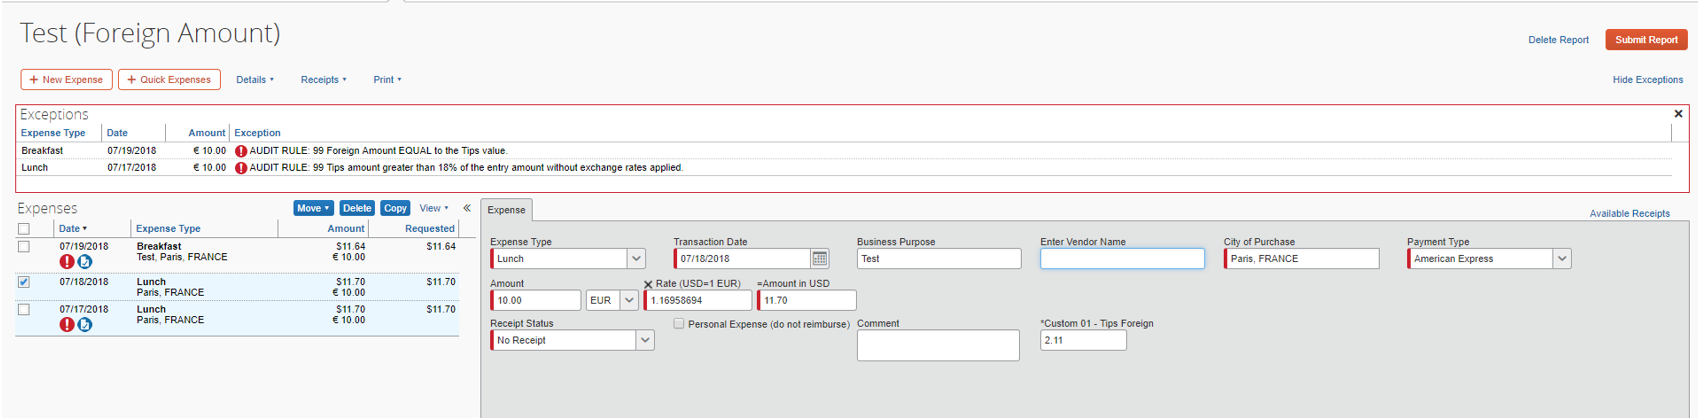 Test (Foreign Amount)
Delete Report
Submit Report
+ New Expense
+ Quick Expenses
Details
Receipts
Print
Hide Exceptions
Exceptions
Expense Type Date Amount Exception
Breakfast 07/19/2018 € 10.00 AUDIT RULE: 99 Foreign Amount EQUAL to the Tips value.
Lunch 07/17/2018 € 10.00 AUDIT RULE: 99 Tips amount greater than 18% of the entry amount without exchange rates applied.
Expenses
Move Delete Copy View
Date Expense Type Amount Requested
07/19/2018 Breakfast $11.64 $11.64
Test, Paris, FRANCE € 10.00
07/18/2018 Lunch $11.70 $11.70
Paris, FRANCE € 10.00
07/17/2018 Lunch $11.70 $11.70
Paris, FRANCE € 10.00
Expense
Available Receipts
Expense Type Transaction Date Business Purpose Enter Vendor Name City of Purchase Payment Type
Lunch 07/18/2018 Test Paris, FRANCE American Express
Amount Rate (USD=1 EUR) =Amount in USD
10.00 EUR 1.16958694 11.70
Receipt Status Personal Expense (do not reimburse) Comment *Custom 01 - Tips Foreign
No Receipt 2.11